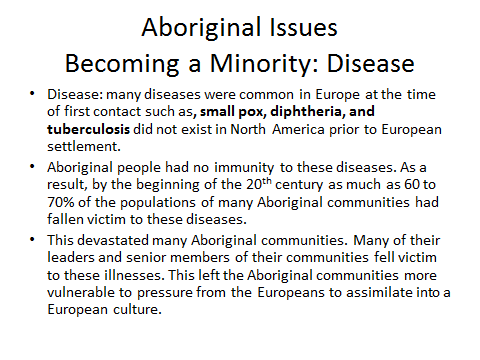 Aboriginal Issues
Becoming a Minority: Disease
• Disease: many diseases were common in Europe at the time
of first contact such as, small pox, diphtheria, and
tuberculosis did not exist in North America prior to European
settlement.
• Aboriginal people had no immunity to these diseases. As a
result, by the beginning of the 20th century as much as 60 to
70% of the populations of many Aboriginal communities had
fallen victim to these diseases.
• This devastated many Aboriginal communities. Many of their
leaders and senior members of their communities fell victim
to these illnesses. This left the Aboriginal communities more
vulnerable to pressure from the Europeans to assimilate into a
European culture.